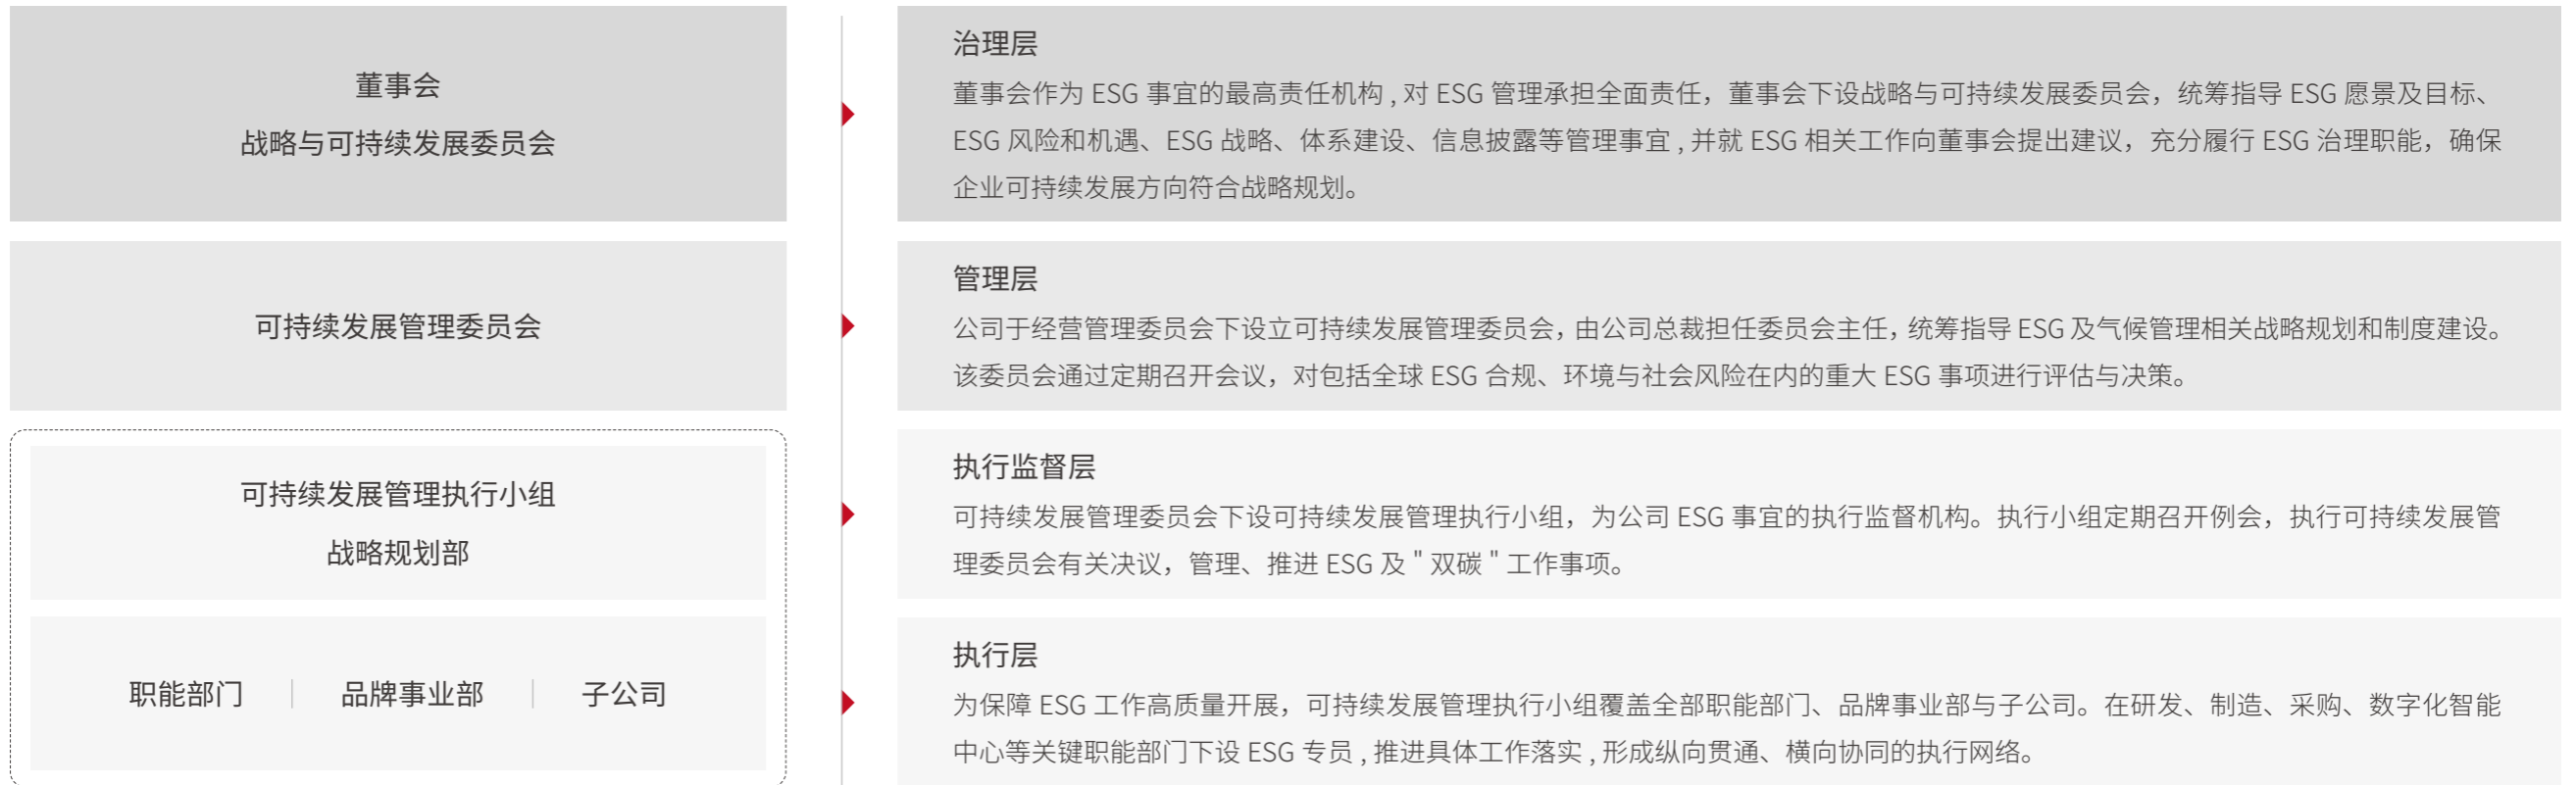 董事会
战略与可持续发展委员会
治理层
董事会作为 ESG 事宜的最高责任机构 , 对 ESG 管理承担全面责任，董事会下设战略与可持续发展委员会，统筹指导 ESG 愿景及目标、
ESG 风险和机遇、ESG 战略、体系建设、信息披露等管理事宜 , 并就 ESG 相关工作向董事会提出建议，充分履行 ESG 治理职能，确保
企业可持续发展方向符合战略规划。
可持续发展管理委员会
管理层
公司于经营管理委员会下设立可持续发展管理委员会，由公司总裁担任委员会主任，统筹指导 ESG 及气候管理相关战略规划和制度建设。
该委员会通过定期召开会议，对包括全球 ESG 合规、环境与社会风险在内的重大 ESG 事项进行评估与决策。
可持续发展管理执行小组
战略规划部
执行监督层
可持续发展管理委员会下设可持续发展管理执行小组，为公司 ESG 事宜的执行监督机构。执行小组定期召开例会，执行可持续发展管
理委员会有关决议，管理、推进 ESG 及 " 双碳 " 工作事项。
职能部门 | 品牌事业部 | 子公司
执行层
为保障 ESG 工作高质量开展，可持续发展管理执行小组覆盖全部职能部门、品牌事业部与子公司。在研发、制造、采购、数字化智能
中心等关键职能部门下设 ESG 专员 , 推进具体工作落实 , 形成纵向贯通、横向协同的执行网络。